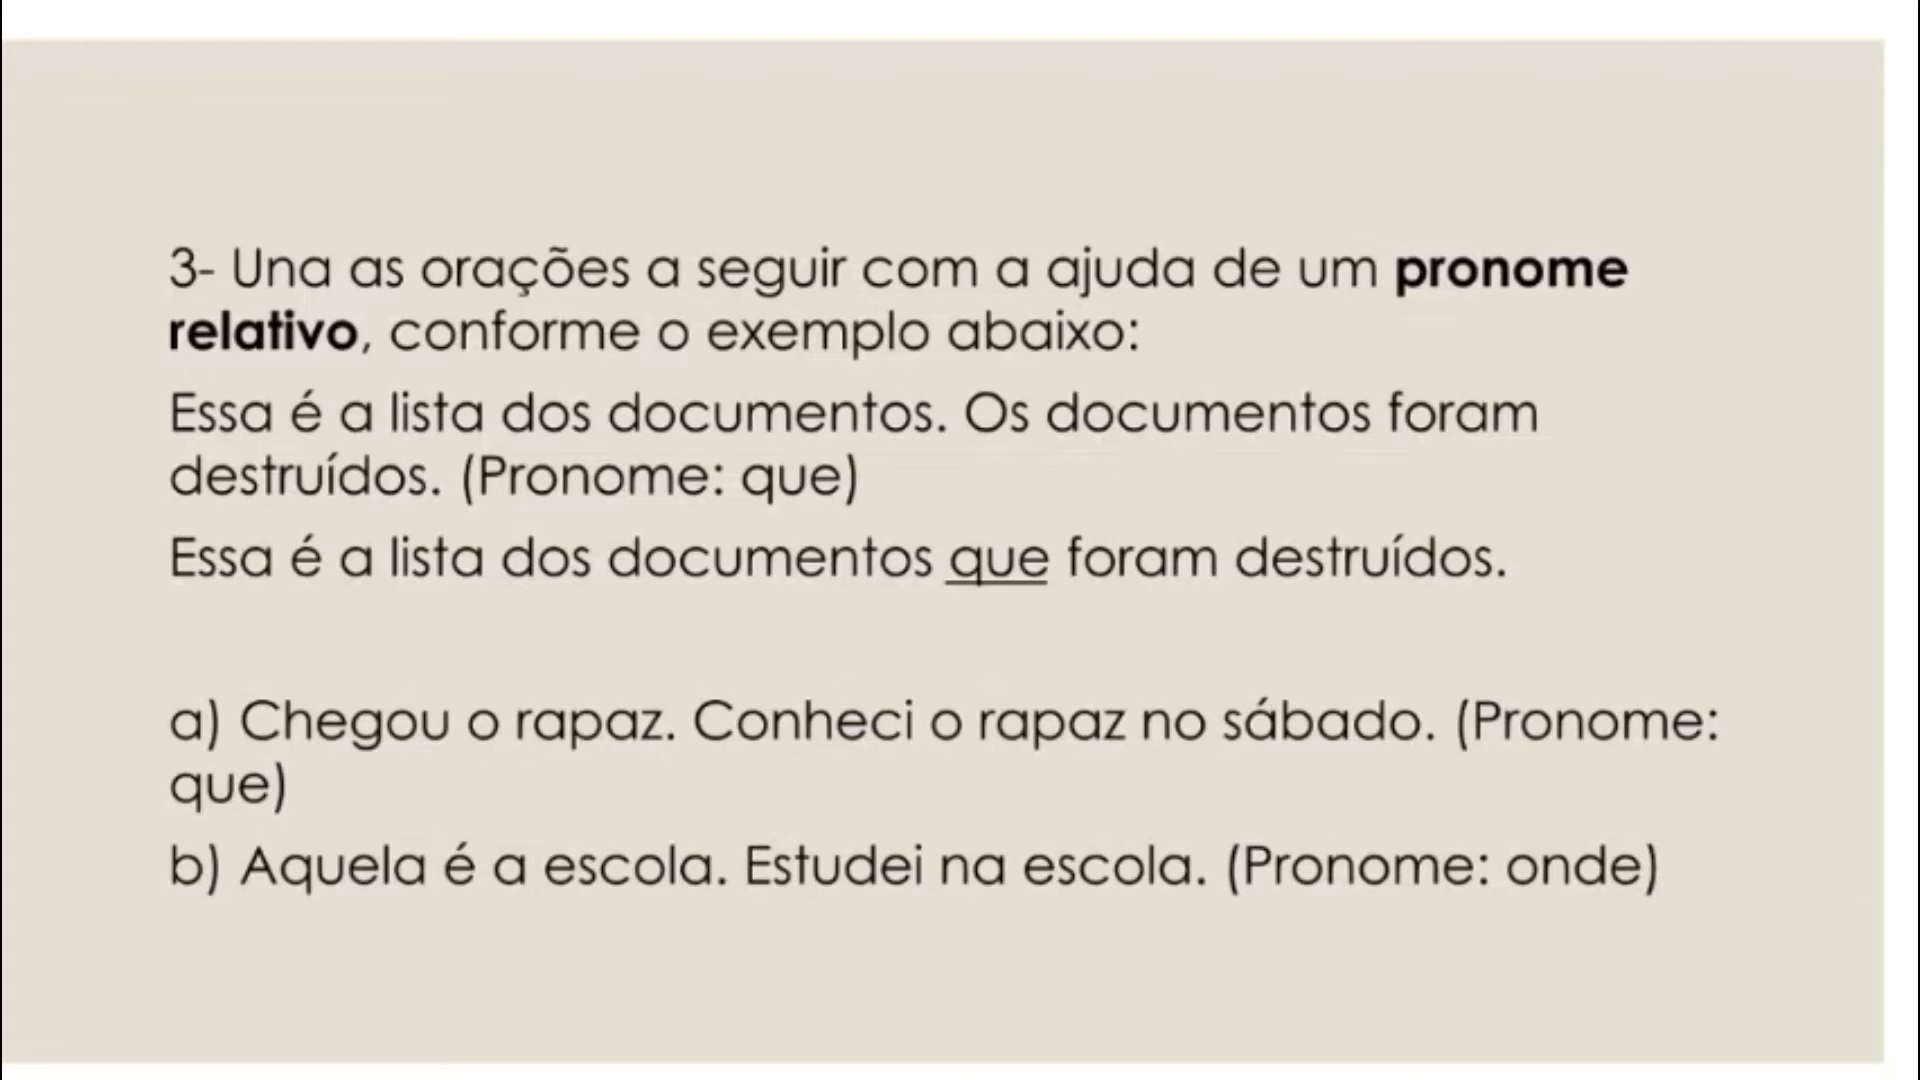 3- Una as orações a seguir com a ajuda de um pronome
relativo, conforme o exemplo abaixo:
Essa é a lista dos documentos. Os documentos foram
destruídos. (Pronome: que)
Essa é a lista dos documentos que foram destruídos.
a) Chegou o rapaz. Conheci o rapaz no sábado. (Pronome:
que)
b) Aquela é a escola. Estudei na escola. (Pronome: onde)